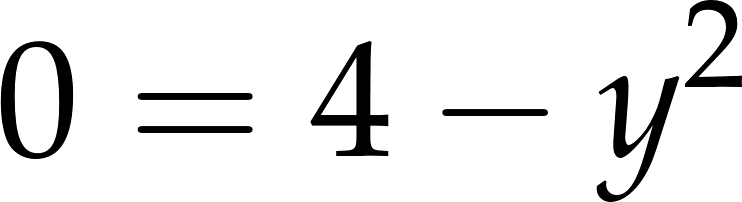 0 = 4 − y²